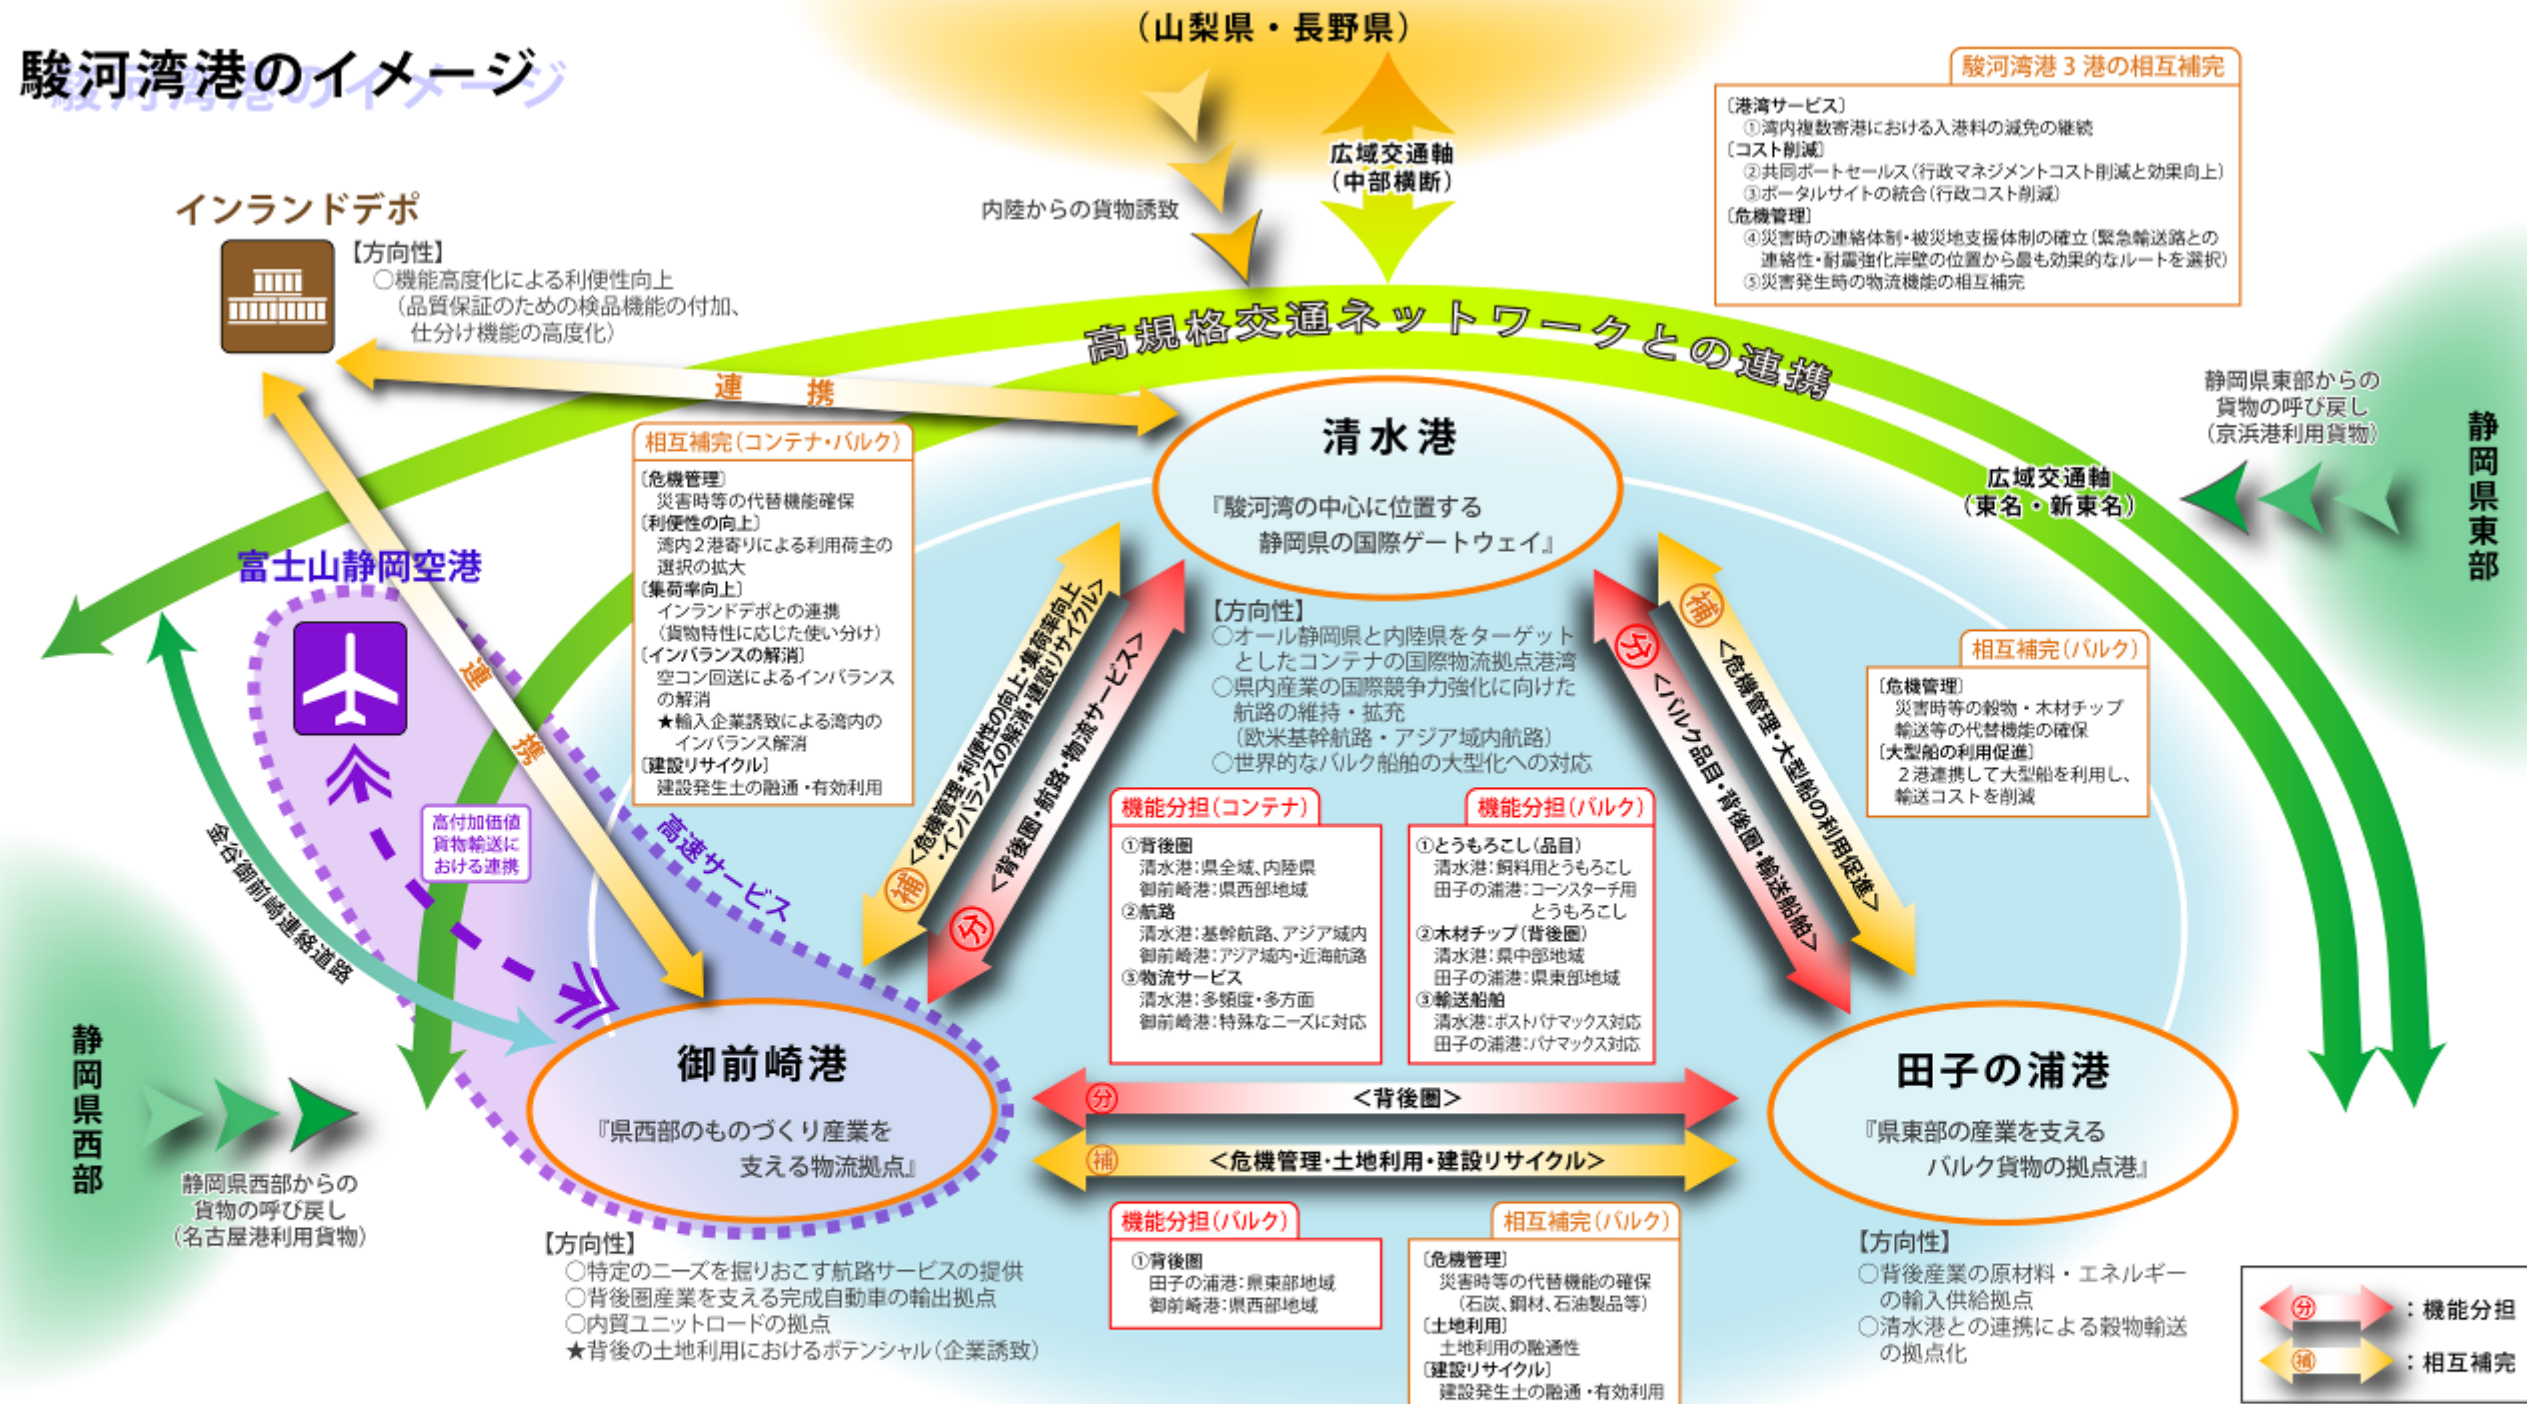 駿河湾港のイメージ
（山梨県・長野県）
広域交通軸
（中部横断）
内陸からの貨物誘致
駿河湾港３港の相互補完
〔港湾サービス〕
①湾内複数寄港における入港料の減免の継続
〔コスト削減〕
②共同ポートセールス（行政マネジメントコスト削減と効果向上）
③ポータルサイトの統合（行政コスト削減）
〔危機管理〕
④災害時の連絡体制・被災地支援体制の確立（緊急輸送路との
連絡性・耐震強化岸壁の位置から最も効果的なルートを選択）
⑤災害発生時の物流機能の相互補完
インランドデポ
【方向性】
○機能高度化による利便性向上
（品質保証のための検品機能の付加、
仕分け機能の高度化）
連携
高規格交通ネットワークとの連携
静岡県東部からの
貨物の呼び戻し
（京浜港利用貨物）
静岡県東部
広域交通軸
（東名・新東名）
清水港
『駿河湾の中心に位置する
静岡県の国際ゲートウェイ』
【方向性】
○オール静岡県と内陸県をターゲット
としたコンテナの国際物流拠点港湾
○県内産業の国際競争力強化に向けた
航路の維持・拡充
（欧米基幹航路・アジア域内航路）
○世界的なバルク船舶の大型化への対応
相互補完（コンテナ・バルク）
〔危機管理〕
災害時等の代替機能確保
〔利便性の向上〕
湾内２港寄りによる利用荷主の
選択の拡大
〔集荷率向上〕
インランドデポとの連携
（貨物特性に応じた使い分け）
〔インバランスの解消〕
空コン回送によるインバランス
の解消
★輸入企業誘致による湾内の
インバランス解消
〔建設リサイクル〕
建設発生土の融通・有効利用
富士山静岡空港
連携
高付加価値
貨物輸送に
おける連携
高速サービス
金谷御前崎連絡道路
補
＜危機管理・利便性の向上・集荷率向上
・インバランスの解消・建設リサイクル＞
分
＜背後圏・航路・物流サービス＞
分
＜バルク品目・背後圏・輸送船舶＞
補
＜危機管理・大型船の利用促進＞
相互補完（バルク）
〔危機管理〕
災害時等の穀物・木材チップ
輸送等の代替機能の確保
〔大型船の利用促進〕
２港連携して大型船を利用し、
輸送コストを削減
機能分担（コンテナ）
①背後圏
清水港：県全域、内陸県
御前崎港：県西部地域
②航路
清水港：基幹航路、アジア域内
御前崎港：アジア域内・近海航路
③物流サービス
清水港：多頻度・多方面
御前崎港：特殊なニーズに対応
機能分担（バルク）
①とうもろこし（品目）
清水港：飼料用とうもろこし
田子の浦港：コーンスターチ用
とうもろこし
②木材チップ（背後圏）
清水港：県中部地域
田子の浦港：県東部地域
③輸送船舶
清水港：ポストパナマックス対応
田子の浦港：パナマックス対応
静岡県西部
静岡県西部からの
貨物の呼び戻し
（名古屋港利用貨物）
御前崎港
『県西部のものづくり産業を
支える物流拠点』
【方向性】
○特定のニーズを掘りおこす航路サービスの提供
○背後圏産業を支える完成自動車の輸出拠点
○内貿ユニットロードの拠点
★背後の土地利用におけるポテンシャル（企業誘致）
分
＜背後圏＞
補
＜危機管理・土地利用・建設リサイクル＞
機能分担（バルク）
①背後圏
田子の浦港：県東部地域
御前崎港：県西部地域
相互補完（バルク）
〔危機管理〕
災害時等の代替機能の確保
（石炭、鋼材、石油製品等）
〔土地利用〕
土地利用の融通性
〔建設リサイクル〕
建設発生土の融通・有効利用
田子の浦港
『県東部の産業を支える
バルク貨物の拠点港』
【方向性】
○背後産業の原材料・エネルギー
の輸入供給拠点
○清水港との連携による穀物輸送
の拠点化
分：機能分担
補：相互補完